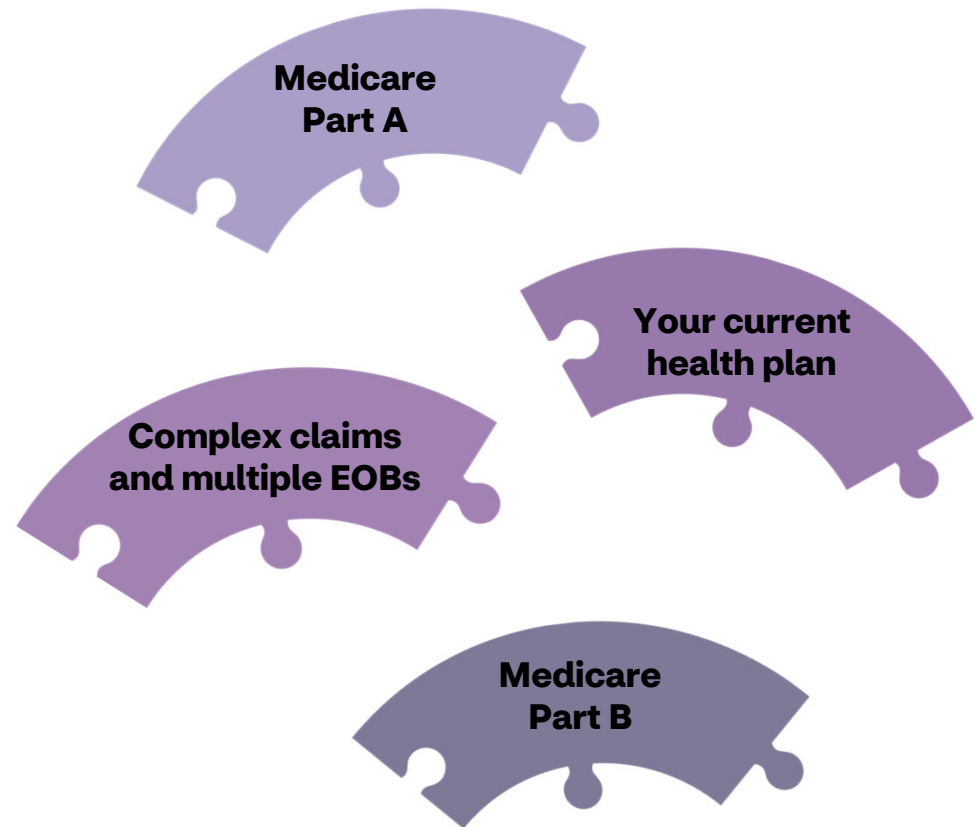 Medicare
Part A
Your current
health plan
Complex claims
and multiple EOBs
Medicare
Part B